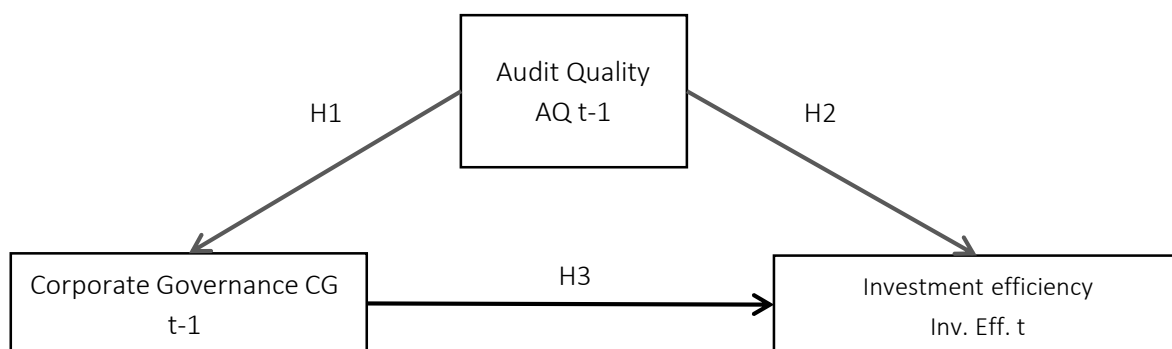 Audit Quality
AQ t-1
H1
H2
H3
Corporate Governance CG
t-1
Investment efficiency
Inv. Eff. t